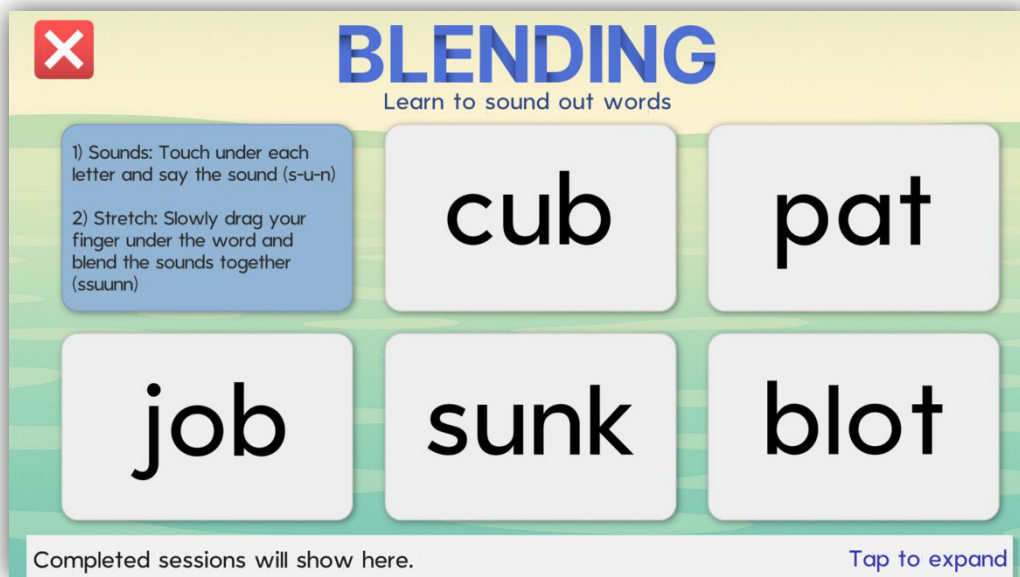 BLENDING
Learn to sound out words
1) Sounds: Touch under each
letter and say the sound (s-u-n)
2) Stretch: Slowly drag your
finger under the word and
blend the sounds together
(ssuunn)
cub
pat
job
sunk
blot
Completed sessions will show here.
Tap to expand